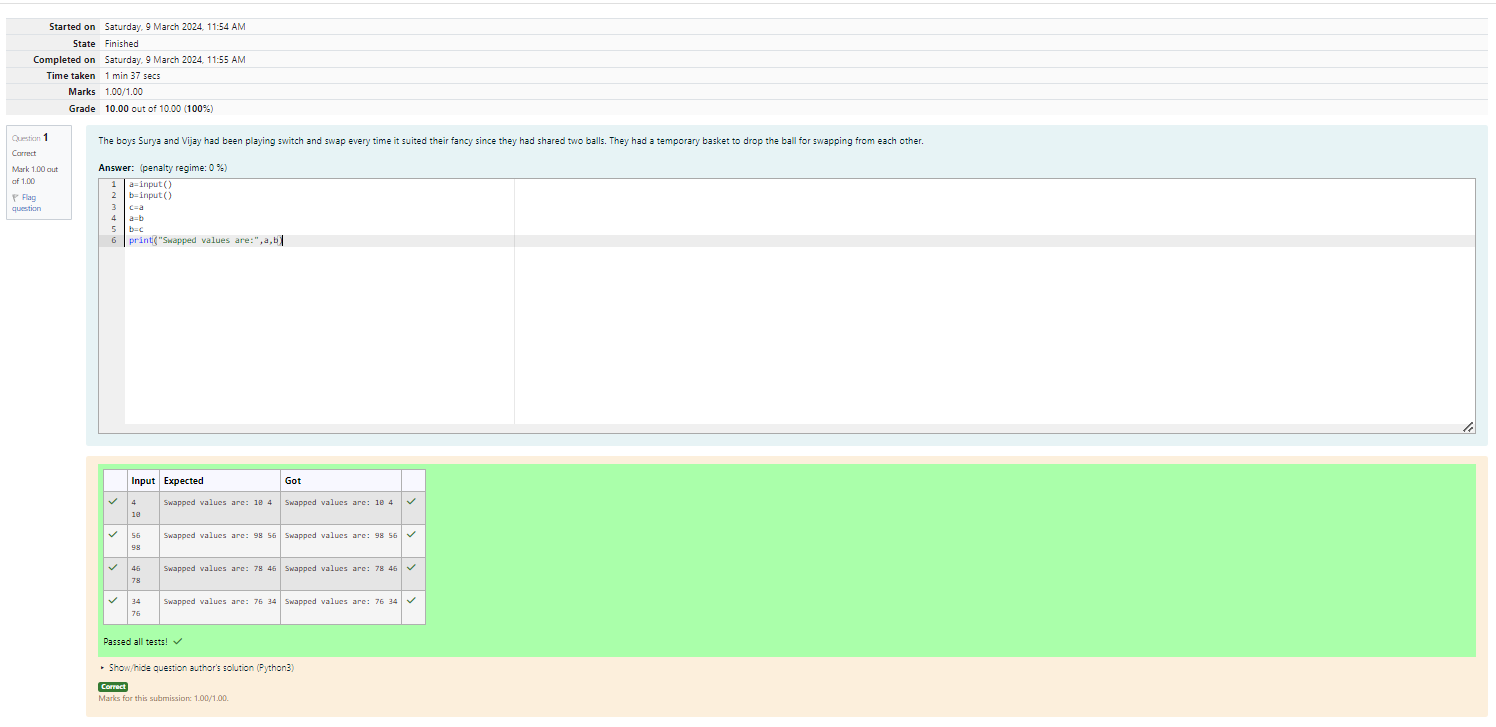 Started on Saturday, 9 March 2024, 11:54 AM
State Finished
Completed on Saturday, 9 March 2024, 11:55 AM
Time taken 1 min 37 secs
Marks 1.00/1.00
Grade 10.00 out of 10.00 (100%)
Question 1
Correct
Mark 1.00 out
of 1.00
Flag
question
The boys Surya and Vijay had been playing switch and swap every time it suited their fancy since they had shared two balls. They had a temporary basket to drop the ball for swapping from each other.
Answer: (penalty regime: 0 %)
1 a=input()
2 b=input()
3 c=a
4 a=b
5 b=c
6 print("Swapped values are:",a,b)
Input Expected Got
4 Swapped values are: 10 4 Swapped values are: 10 4
10
56 Swapped values are: 98 56 Swapped values are: 98 56
98
46 Swapped values are: 78 46 Swapped values are: 78 46
78
34 Swapped values are: 76 34 Swapped values are: 76 34
76
Passed all tests!
Show/hide question author's solution (Python3)
Correct
Marks for this submission: 1.00/1.00.